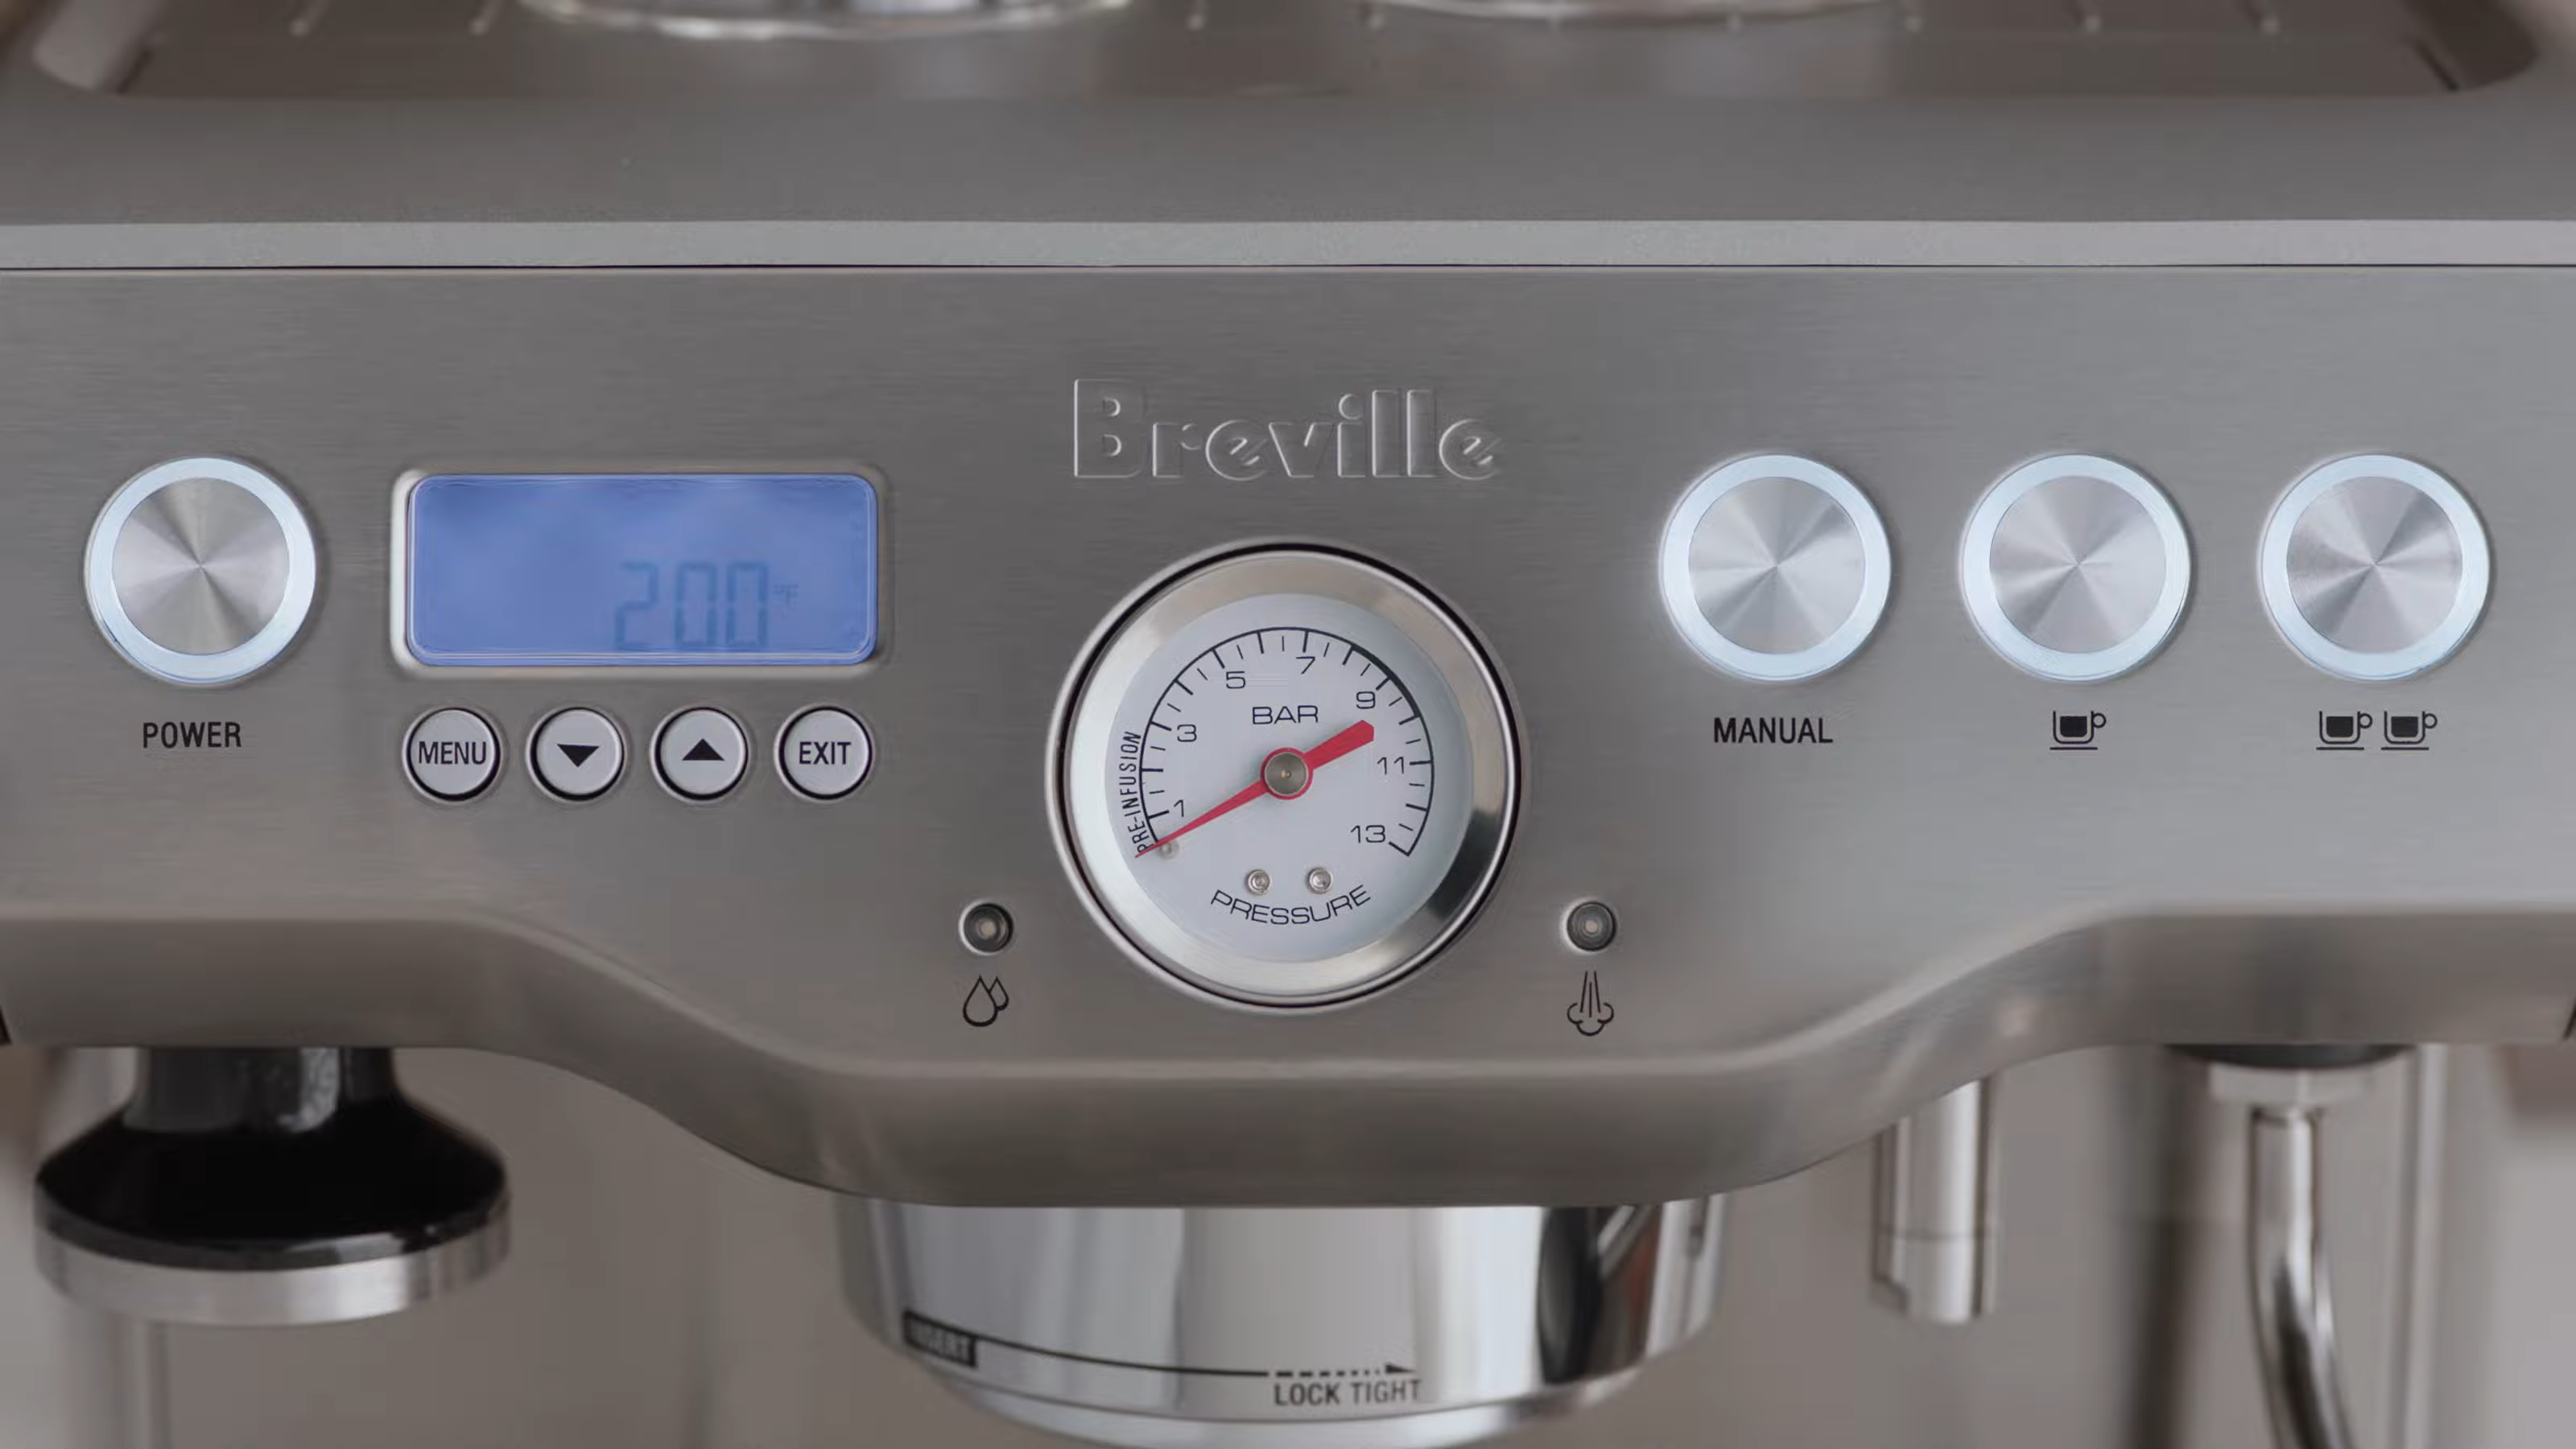 Breville
200°F
POWER
MENU
EXIT
1
3
5
7
9
11
13
BAR
PRE-INFUSION
PRESSURE
MANUAL
INSERT
LOCK TIGHT